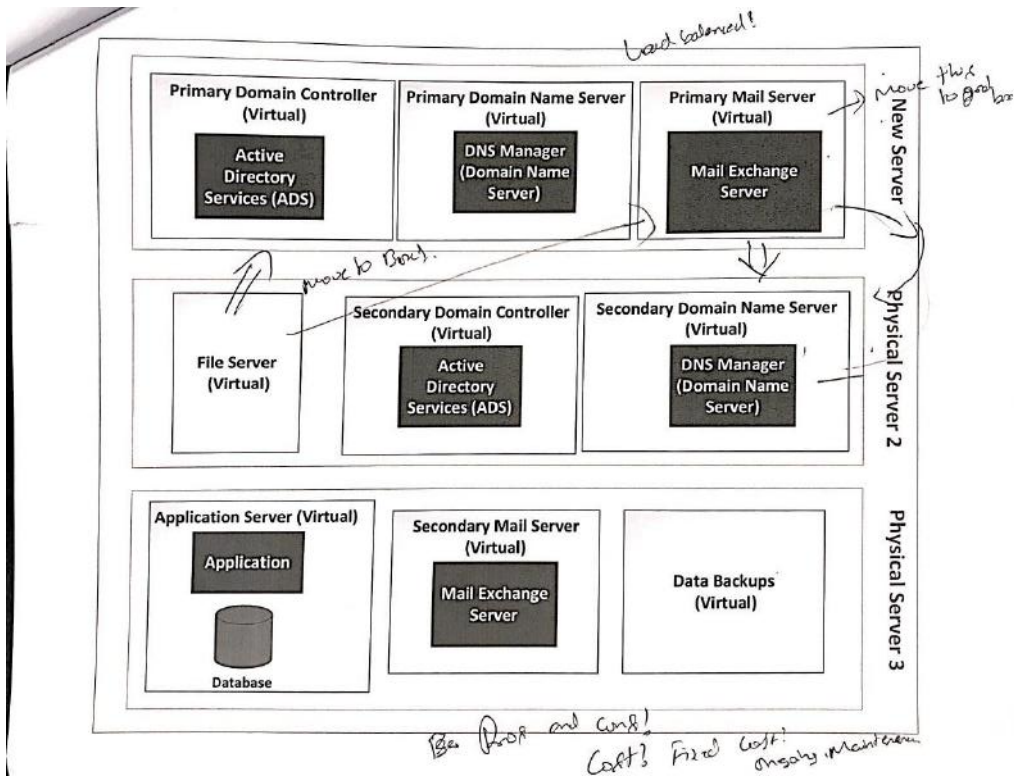 Load balanced!
move this
to
New Server
Primary Domain Controller
(Virtual)
Active
Directory
Services (ADS)
Primary Domain Name Server
(Virtual)
DNS Manager
(Domain Name
Server)
Primary Mail Server
(Virtual)
Mail Exchange
Server
move to Box1.
Physical Server 2
File Server
(Virtual)
Secondary Domain Controller
(Virtual)
Active
Directory
Services (ADS)
Secondary Domain Name Server
(Virtual)
DNS Manager
(Domain Name
Server)
Physical Server 3
Application Server (Virtual)
Application
Database
Secondary Mail Server
(Virtual)
Mail Exchange
Server
Data Backups
(Virtual)
Pros and Cons!
Cost? Fixed Cost!
ongoing,